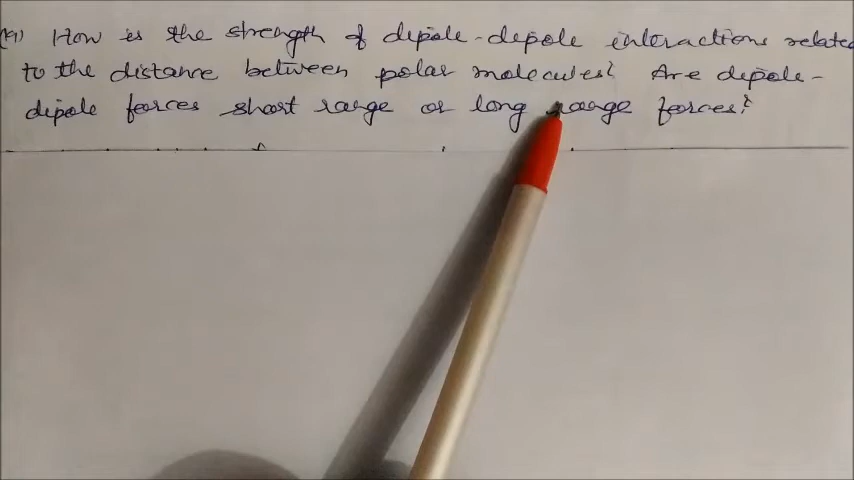 (19) How is the strength of dipole-dipole interactions related
to the distance between polar molecules? Are dipole-
dipole forces short range or long range forces?